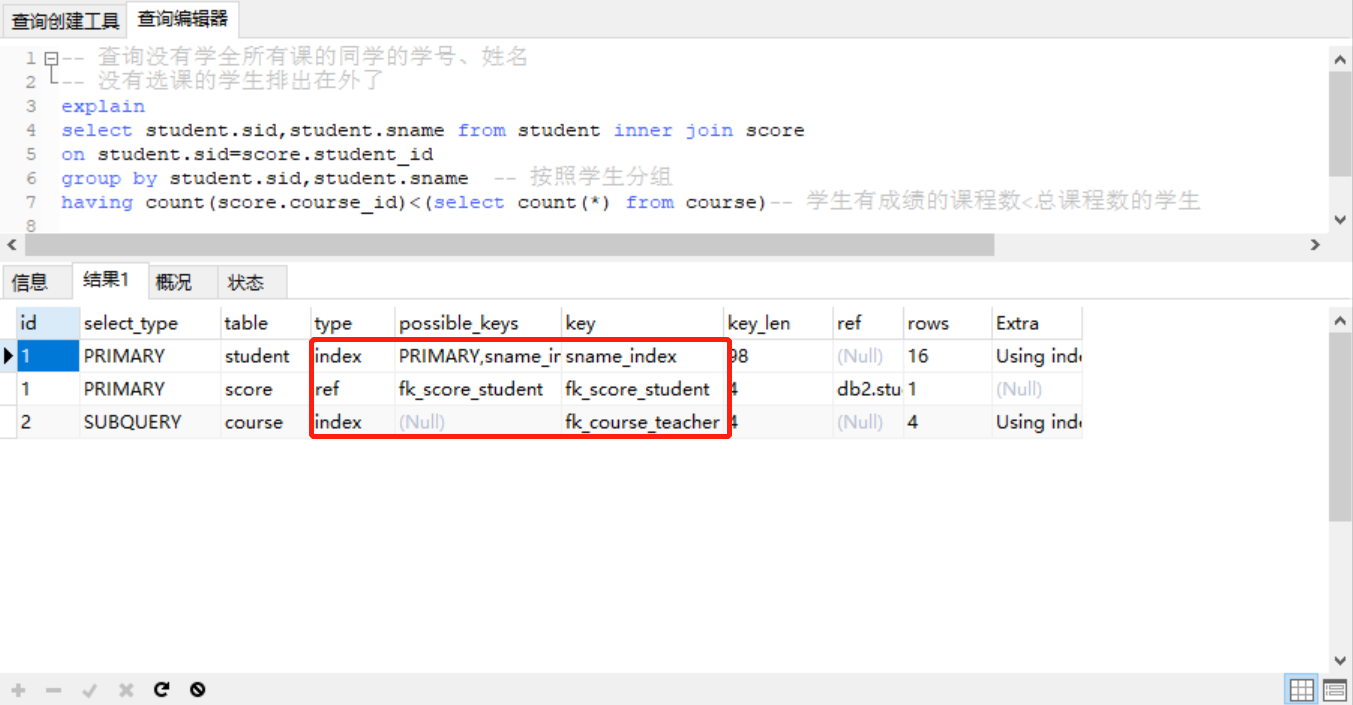 查询创建工具 查询编辑器
1 -- 查询没有学全所有课的同学的学号、姓名
2 -- 没有选课的学生排出在外了
3 explain
4 select student.sid,student.sname from student inner join score
5 on student.sid=score.student_id
6 group by student.sid,student.sname -- 按照学生分组
7 having count(score.course_id)<(select count(*) from course)-- 学生有成绩的课程数<总课程数的学生
8
信息 结果1 概况 状态
id select_type table type possible_keys key key_len ref rows Extra
1 PRIMARY student index PRIMARY,sname_in sname_index 98 (Null) 16 Using inde
1 PRIMARY score ref fk_score_student fk_score_student 4 db2.stu 1 (Null)
2 SUBQUERY course index (Null) fk_course_teacher 4 (Null) 4 Using inde